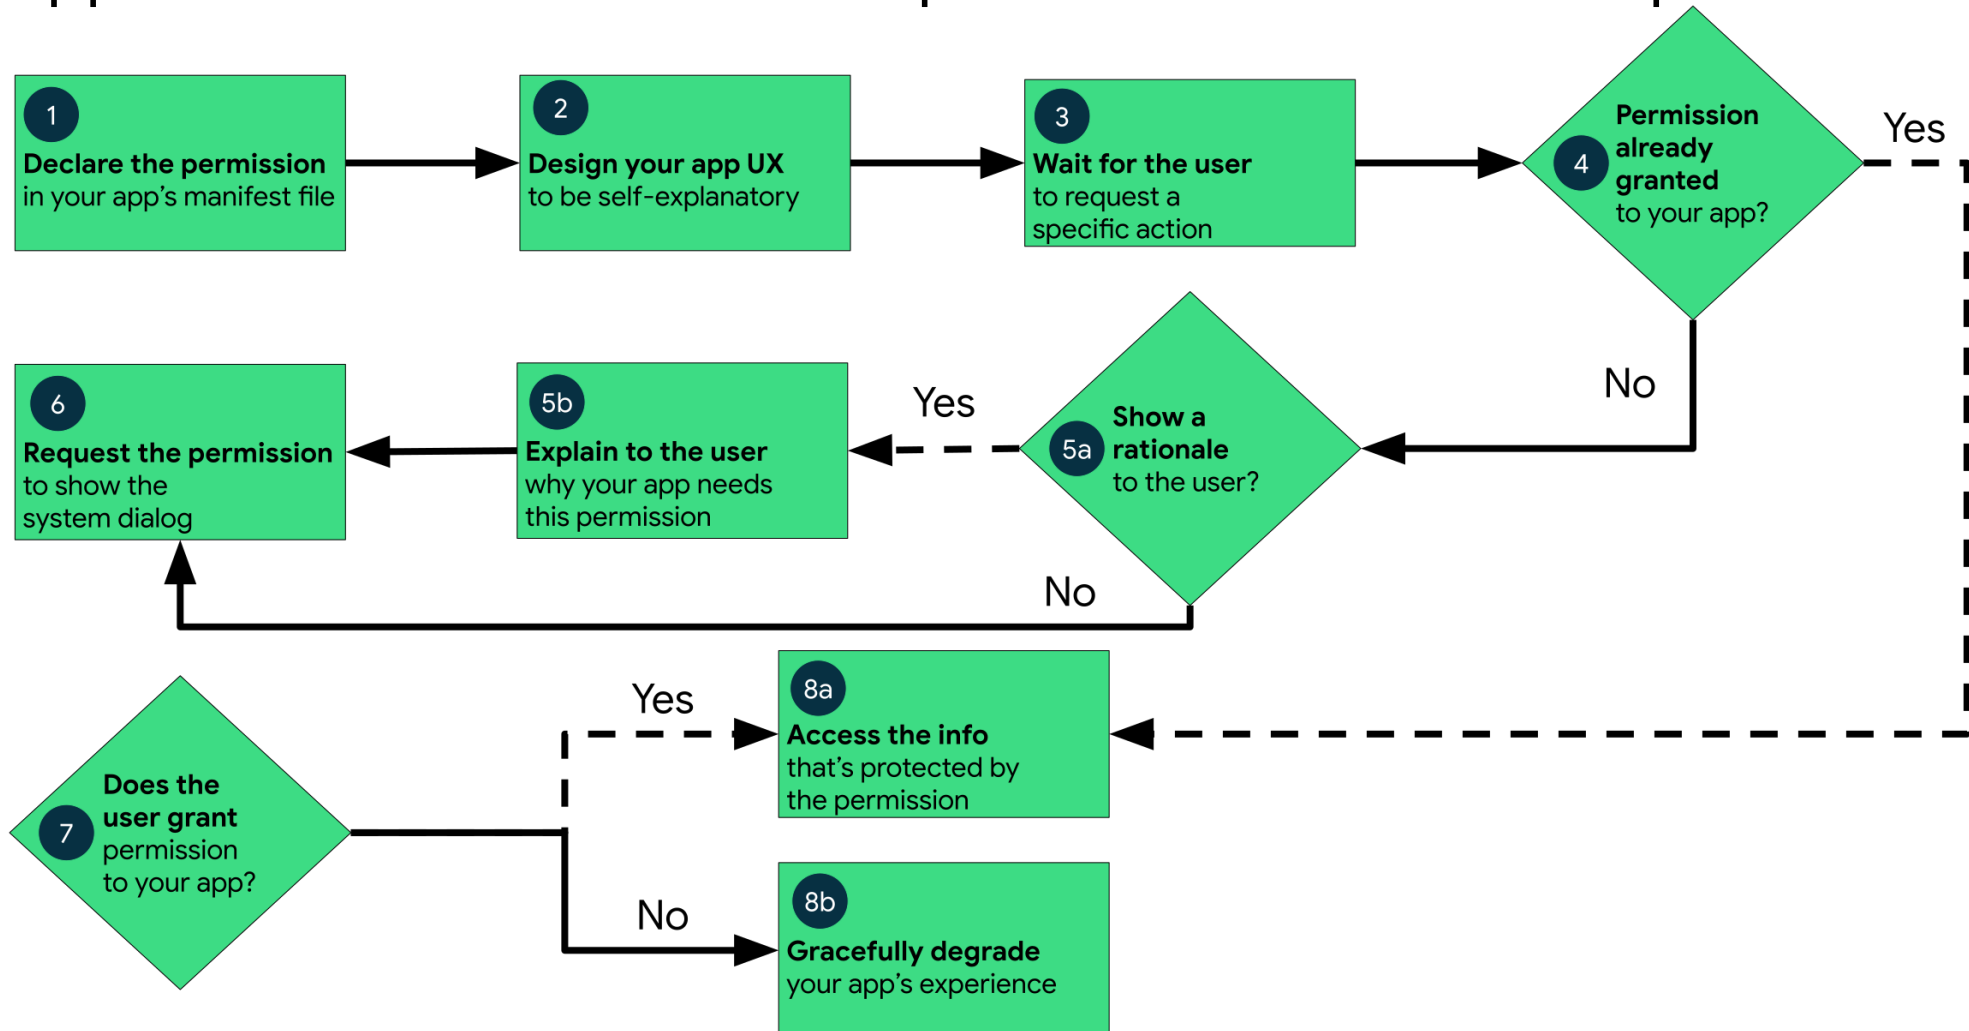 1
Declare the permission
in your app's manifest file
2
Design your app UX
to be self-explanatory
3
Wait for the user
to request a
specific action
4
Permission
already
granted
to your app?
Yes
No
5a
Show a
rationale
to the user?
Yes
No
5b
Explain to the user
why your app needs
this permission
6
Request the permission
to show the
system dialog
7
Does the
user grant
permission
to your app?
Yes
No
8a
Access the info
that's protected by
the permission
8b
Gracefully degrade
your app's experience